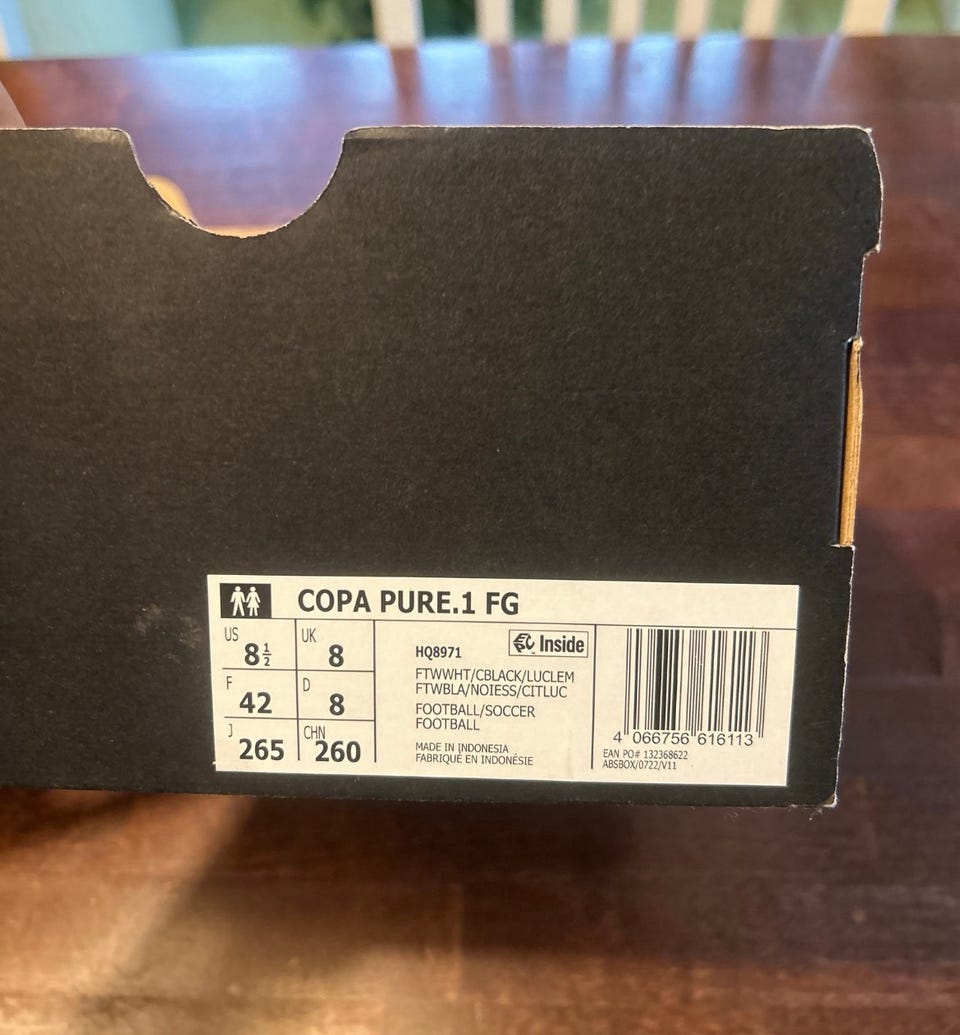 COPA PURE.1 FG
US 8½ UK 8
F 42 D 8
J 265 CHN 260
HQ8971
Inside
FTWWHT/CBLACK/LUCLEM
FTWBLA/NOIESS/CITLUC
FOOTBALL/SOCCER
FOOTBALL
MADE IN INDONESIA
FABRIQUÉ EN INDONÉSIE
4 066756 616113
EAN PO# 132368622
ABSBOX/0722/V11